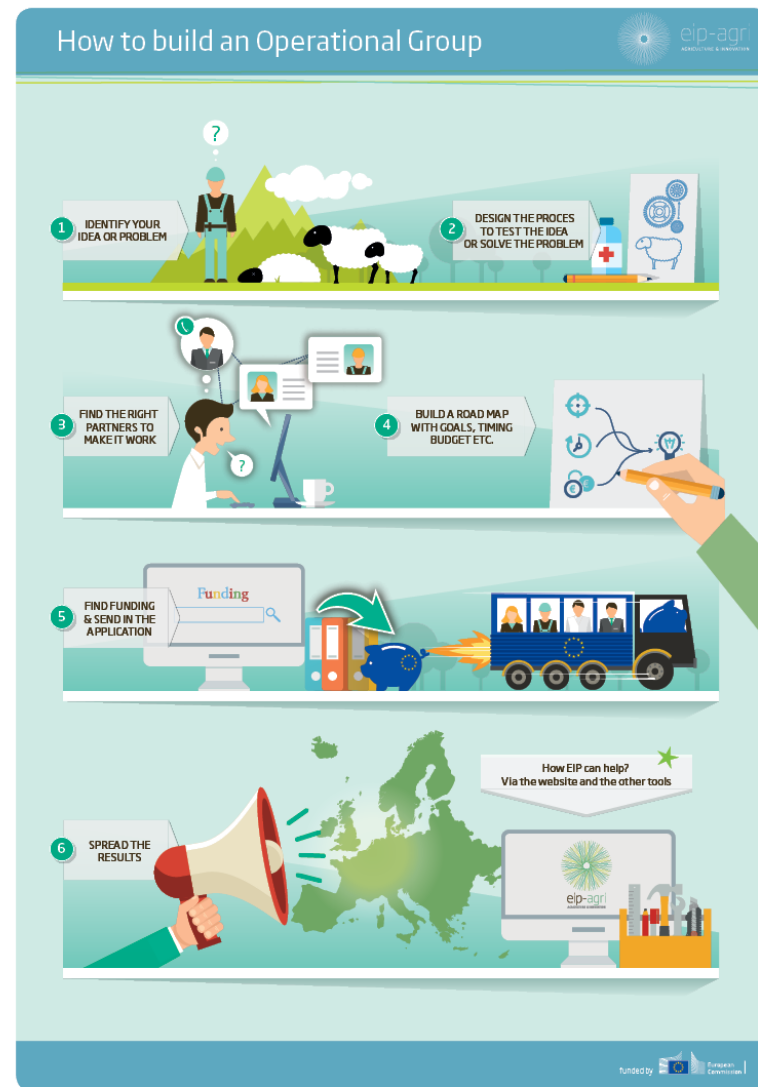 How to build an Operational Group
eip-agri
AGRICULTURE & INNOVATION
?
1
IDENTIFY YOUR
IDEA OR PROBLEM
2
DESIGN THE PROCES
TO TEST THE IDEA
OR SOLVE THE PROBLEM
3
FIND THE RIGHT
PARTNERS TO
MAKE IT WORK
?
4
BUILD A ROAD MAP
WITH GOALS, TIMING
BUDGET ETC.
€
5
FIND FUNDING
& SEND IN THE
APPLICATION
Funding
6
SPREAD THE
RESULTS
How EIP can help?
Via the website and the other tools
eip-agri
AGRICULTURE & INNOVATION
funded by
European
Commission